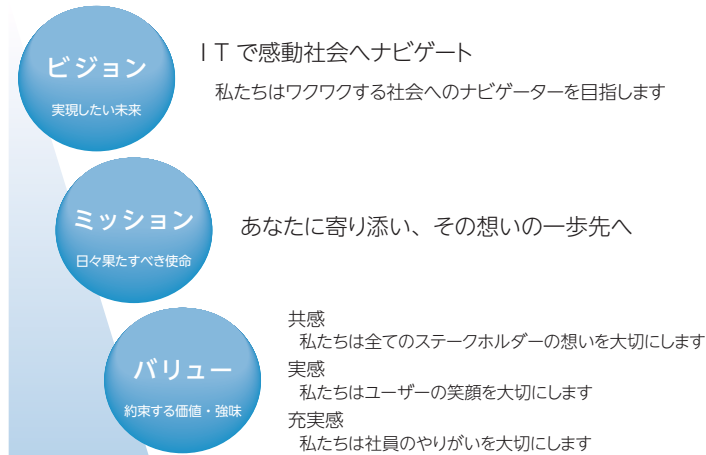 ビジョン
実現したい未来
ITで感動社会へナビゲート
私たちはワクワクする社会へのナビゲーターを目指します
ミッション
日々果たすべき使命
あなたに寄り添い、その想いの一歩先へ
バリュー
約束する価値・強味
共感
私たちは全てのステークホルダーの想いを大切にします
実感
私たちはユーザーの笑顔を大切にします
充実感
私たちは社員のやりがいを大切にします